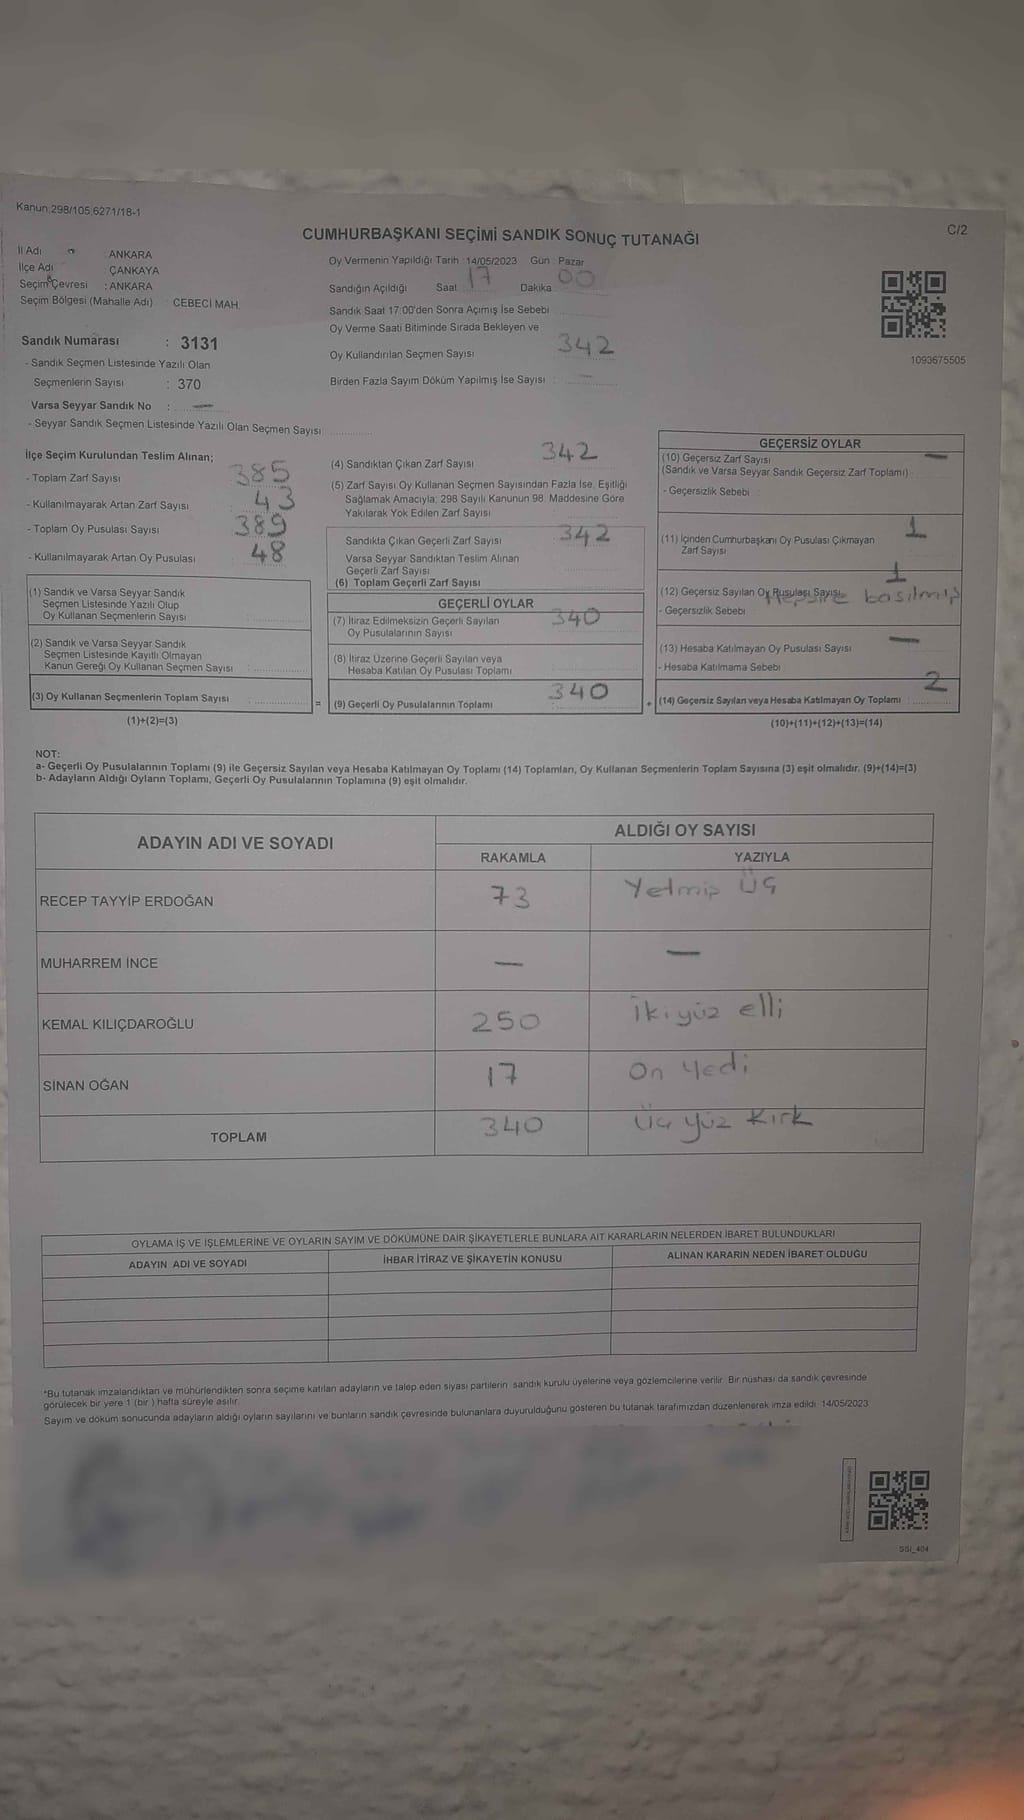 Kanun:298/105,6271/18-1
CUMHURBAŞKANI SEÇİMİ SANDIK SONUÇ TUTANAĞI
C/2
İl Adı : ANKARA
İlçe Adı : ÇANKAYA
Seçim Çevresi : ANKARA
Seçim Bölgesi (Mahalle Adı) : CEBECİ MAH.
Sandık Numarası : 3131
- Sandık Seçmen Listesinde Yazılı Olan
Seçmenlerin Sayısı : 370
Varsa Seyyar Sandık No : —
- Seyyar Sandık Seçmen Listesinde Yazılı Olan Seçmen Sayısı:
Oy Vermenin Yapıldığı Tarih :14/05/2023 Gün : Pazar
Sandığın Açıldığı Saat : 17 Dakika : 00
Sandık Saat 17:00'den Sonra Açımış İse Sebebi
Oy Verme Saati Bitiminde Sırada Bekleyen ve
Oy Kullandırılan Seçmen Sayısı : 342
Birden Fazla Sayım Döküm Yapılmış İse Sayısı : —
1093675505
İlçe Seçim Kurulundan Teslim Alınan;
- Toplam Zarf Sayısı 385
- Kullanılmayarak Artan Zarf Sayısı 43
- Toplam Oy Pusulası Sayısı 389
- Kullanılmayarak Artan Oy Pusulası 48
(1) Sandık ve Varsa Seyyar Sandık
Seçmen Listesinde Yazılı Olup
Oy Kullanan Seçmenlerin Sayısı
(2) Sandık ve Varsa Seyyar Sandık
Seçmen Listesinde Kayıtlı Olmayan
Kanun Gereği Oy Kullanan Seçmen Sayısı
(3) Oy Kullanan Seçmenlerin Toplam Sayısı
=
(1)+(2)=(3)
(4) Sandıktan Çıkan Zarf Sayısı 342
(5) Zarf Sayısı Oy Kullanan Seçmen Sayısından Fazla İse, Eşitliği
Sağlamak Amacıyla; 298 Sayılı Kanunun 98. Maddesine Göre
Yakılarak Yok Edilen Zarf Sayısı
Sandıkta Çıkan Geçerli Zarf Sayısı 342
Varsa Seyyar Sandıktan Teslim Alınan
Geçerli Zarf Sayısı
(6) Toplam Geçerli Zarf Sayısı
GEÇERLİ OYLAR
(7) İtiraz Edilmeksizin Geçerli Sayılan 340
Oy Pusulalarının Sayısı
(8) İtiraz Üzerine Geçerli Sayılan veya
Hesaba Katılan Oy Pusulası Toplamı
(9) Geçerli Oy Pusulalarının Toplamı 340
+
GEÇERSİZ OYLAR
(10) Geçersiz Zarf Sayısı —
(Sandık ve Varsa Seyyar Sandık Geçersiz Zarf Toplamı)
- Geçersizlik Sebebi
(11) İçinden Cumhurbaşkanı Oy Pusulası Çıkmayan 1
Zarf Sayısı
(12) Geçersiz Sayılan Oy Pusulası Sayısı 1
Hepsine basılmış
- Geçersizlik Sebebi
(13) Hesaba Katılmayan Oy Pusulası Sayısı —
- Hesaba Katılmama Sebebi
(14) Geçersiz Sayılan veya Hesaba Katılmayan Oy Toplamı : 2
(10)+(11)+(12)+(13)=(14)
NOT:
a- Geçerli Oy Pusulalarının Toplamı (9) ile Geçersiz Sayılan veya Hesaba Katılmayan Oy Toplamı (14) Toplamları, Oy Kullanan Seçmenlerin Toplam Sayısına (3) eşit olmalıdır. (9)+(14)=(3)
b- Adayların Aldığı Oyların Toplamı, Geçerli Oy Pusulalarının Toplamına (9) eşit olmalıdır.
ADAYIN ADI VE SOYADI ALDIĞI OY SAYISI
RAKAMLA YAZIYLA
RECEP TAYYİP ERDOĞAN 73 Yetmiş Üç
MUHARREM İNCE — —
KEMAL KILIÇDAROĞLU 250 İki yüz elli
SİNAN OĞAN 17 On Yedi
TOPLAM 340 Üç yüz Kırk
OYLAMA İŞ VE İŞLEMLERİNE VE OYLARIN SAYIM VE DÖKÜMÜNE DAİR ŞİKAYETLERLE BUNLARA AİT KARARLARIN NELERDEN İBARET BULUNDUKLARI
ADAYIN ADI VE SOYADI İHBAR İTİRAZ VE ŞİKAYETİN KONUSU ALINAN KARARIN NEDEN İBARET OLDUĞU
*Bu tutanak imzalandıktan ve mühürlendikten sonra seçime katılan adayların ve talep eden siyasi partilerin sandık kurulu üyelerine veya gözlemcilerine verilir. Bir nüshası da sandık çevresinde
görülecek bir yere 1 (bir ) hafta süreyle asılır.
Sayım ve döküm sonucunda adayların aldığı oyların sayılarını ve bunların sandık çevresinde bulunanlara duyurulduğunu gösteren bu tutanak tarafımızdan düzenlenerek imza edildi. 14/05/2023
SSI_404